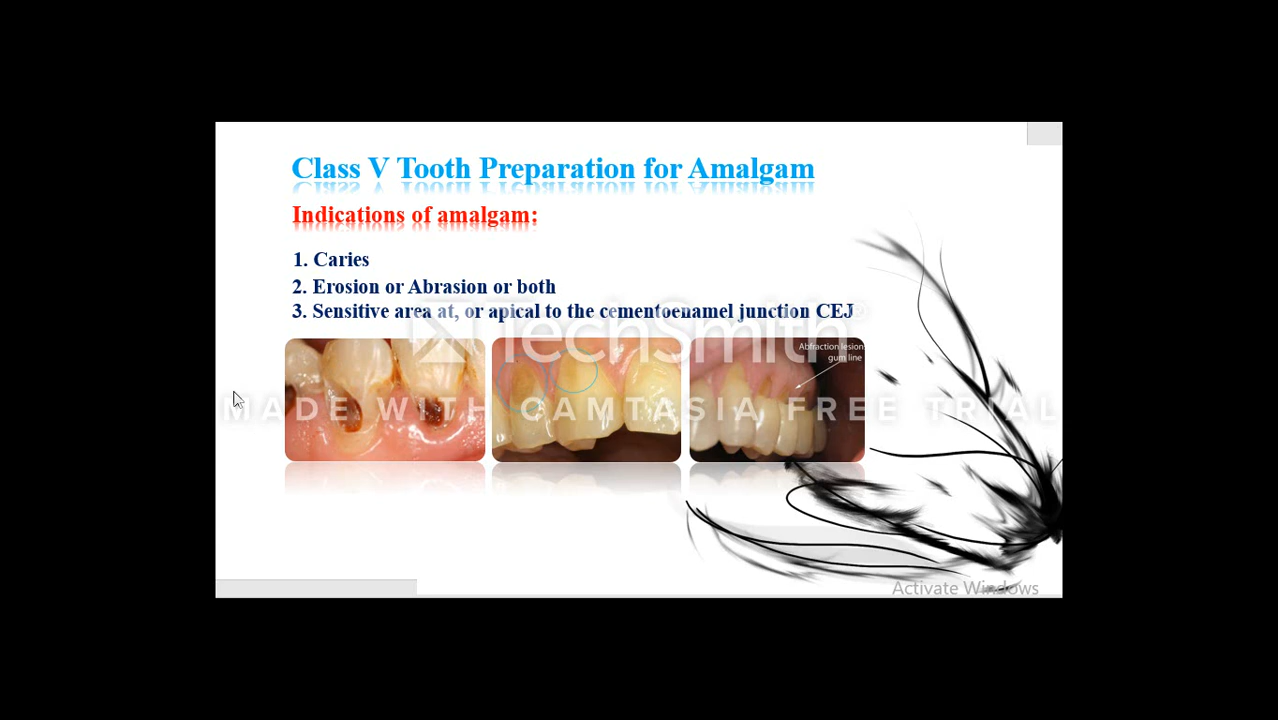 Class V Tooth Preparation for Amalgam
Indications of amalgam:
1. Caries
2. Erosion or Abrasion or both
3. Sensitive area at, or apical to the cementoenamel junction CEJ
TechSmith®
Abfraction lesion
gum line
MADE WITH CAMTASIA FREE TRIAL
Activate Windows